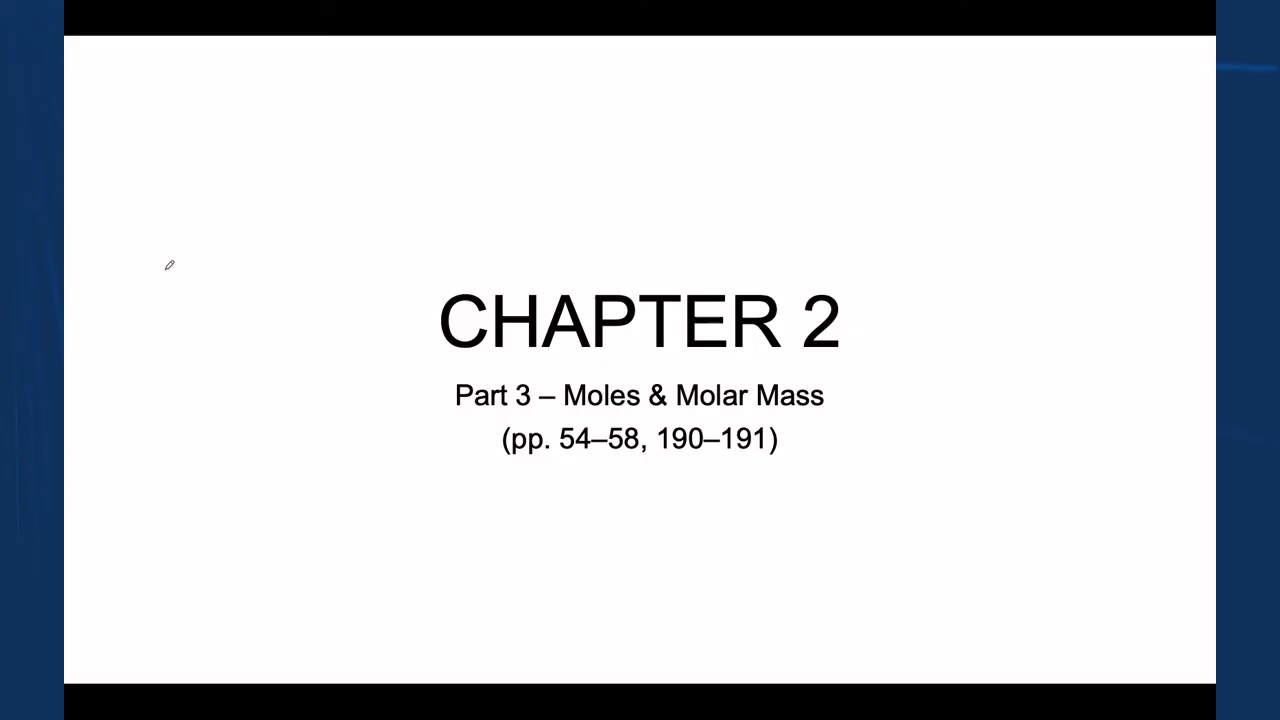 CHAPTER 2
Part 3 – Moles & Molar Mass
(pp. 54–58, 190–191)